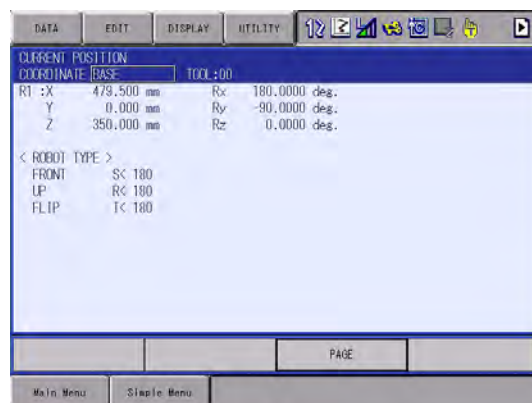 DATA EDIT DISPLAY UTILITY
CURRENT POSITION
COORDINATE BASE TOOL:00
R1 :X 479.500 mm Rx 180.0000 deg.
Y 0.000 mm Ry -90.0000 deg.
Z 350.000 mm Rz 0.0000 deg.
< ROBOT TYPE >
FRONT S< 180
UP R< 180
FLIP T< 180
PAGE
Main Menu Simple Menu